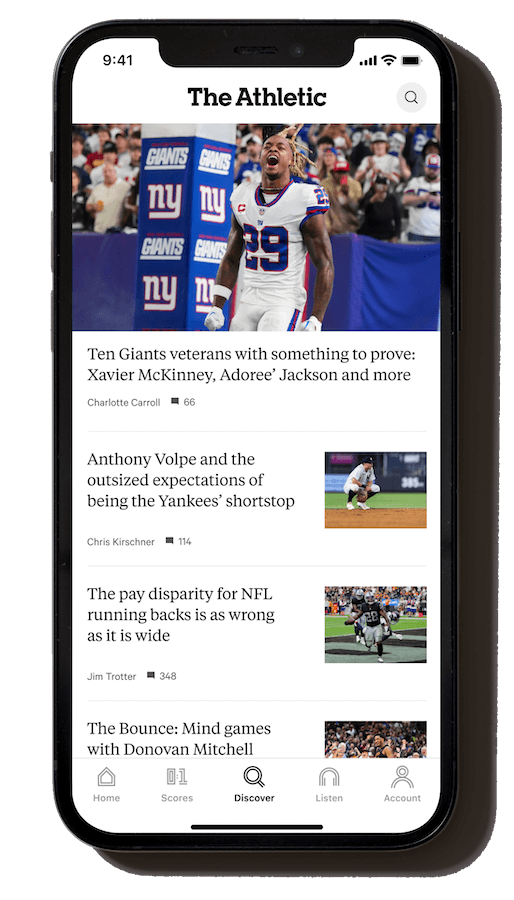 9:41
The Athletic
GIANTS GIANTS
ny ny
GIANTS GIANTS
ny
29
Ten Giants veterans with something to prove:
Xavier McKinney, Adoree’ Jackson and more
Charlotte Carroll 66
Anthony Volpe and the
outsized expectations of
being the Yankees’ shortstop
385
Chris Kirschner 114
The pay disparity for NFL
running backs is as wrong
as it is wide
28
Jim Trotter 348
The Bounce: Mind games
with Donovan Mitchell
Home Scores Discover Listen Account